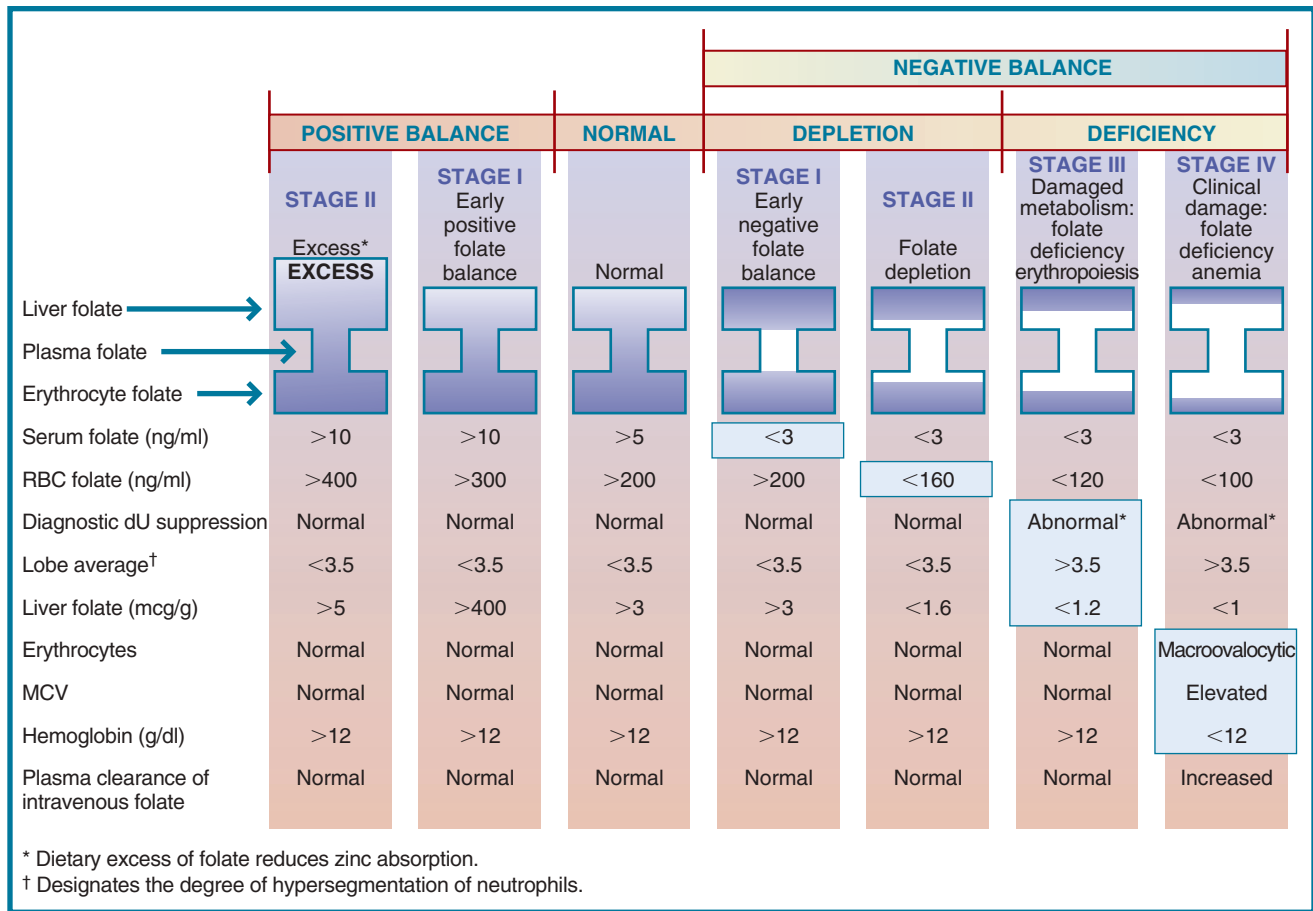 NEGATIVE BALANCE
POSITIVE BALANCE NORMAL DEPLETION DEFICIENCY
STAGE II
Excess*
EXCESS
STAGE I
Early
positive
folate
balance
Normal
STAGE I
Early
negative
folate
balance
STAGE II
Folate
depletion
STAGE III
Damaged
metabolism:
folate
deficiency
erythropoiesis
STAGE IV
Clinical
damage:
folate
deficiency
anemia
Liver folate
Plasma folate
Erythrocyte folate
Serum folate (ng/ml) >10 >10 >5 <3 <3 <3 <3
RBC folate (ng/ml) >400 >300 >200 >200 <160 <120 <100
Diagnostic dU suppression Normal Normal Normal Normal Normal Abnormal* Abnormal*
Lobe average† <3.5 <3.5 <3.5 <3.5 <3.5 >3.5 >3.5
Liver folate (mcg/g) >5 >400 >3 >3 <1.6 <1.2 <1
Erythrocytes Normal Normal Normal Normal Normal Normal Macroovalocytic
MCV Normal Normal Normal Normal Normal Normal Elevated
Hemoglobin (g/dl) >12 >12 >12 >12 >12 >12 <12
Plasma clearance of Normal Normal Normal Normal Normal Normal Increased
intravenous folate
* Dietary excess of folate reduces zinc absorption.
† Designates the degree of hypersegmentation of neutrophils.